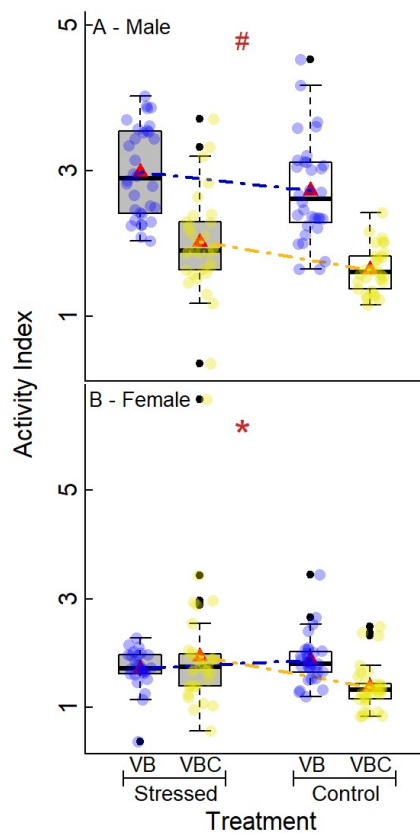 5
A - Male
#
3
1
Activity Index
B - Female
*
5
3
1
VB VBC VB VBC
Stressed Control
Treatment